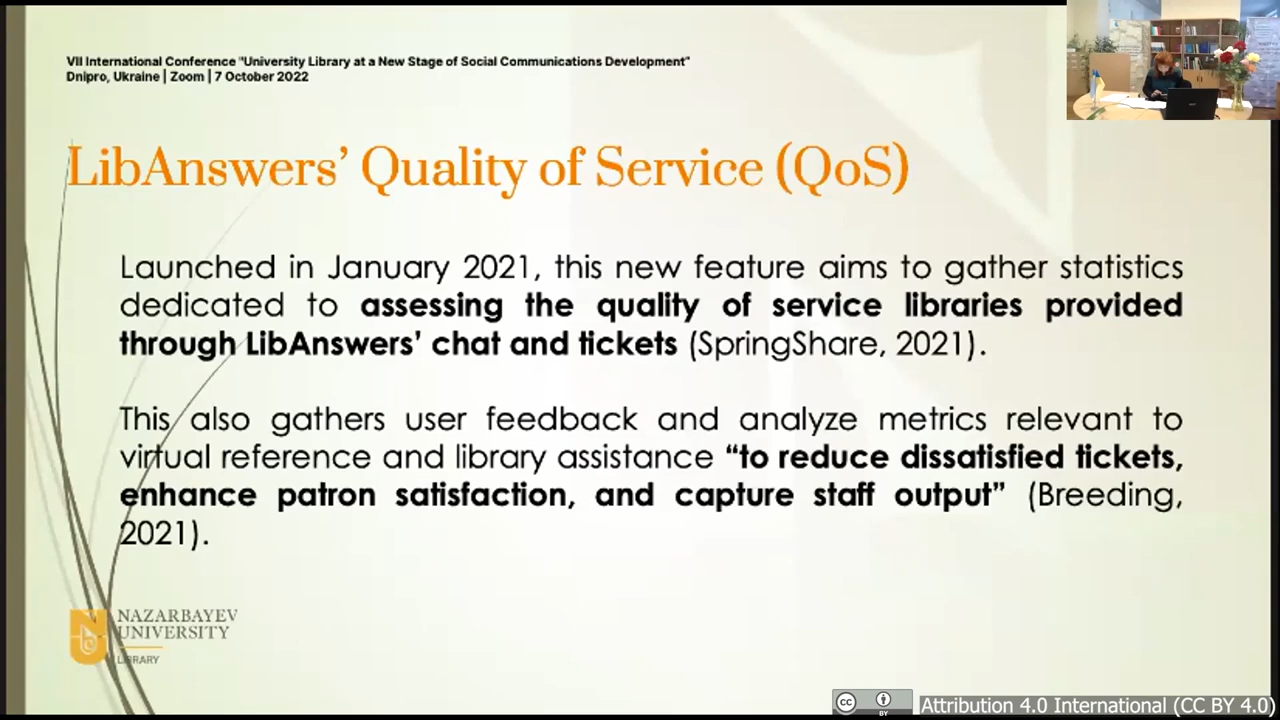 VII International Conference "University Library at a New Stage of Social Communications Development"
Dnipro, Ukraine | Zoom | 7 October 2022
LibAnswers’ Quality of Service (QoS)
Launched in January 2021, this new feature aims to gather statistics
dedicated to assessing the quality of service libraries provided
through LibAnswers’ chat and tickets (SpringShare, 2021).
This also gathers user feedback and analyze metrics relevant to
virtual reference and library assistance “to reduce dissatisfied tickets,
enhance patron satisfaction, and capture staff output” (Breeding,
2021).
NAZARBAYEV
UNIVERSITY
LIBRARY
cc BY Attribution 4.0 International (CC BY 4.0)